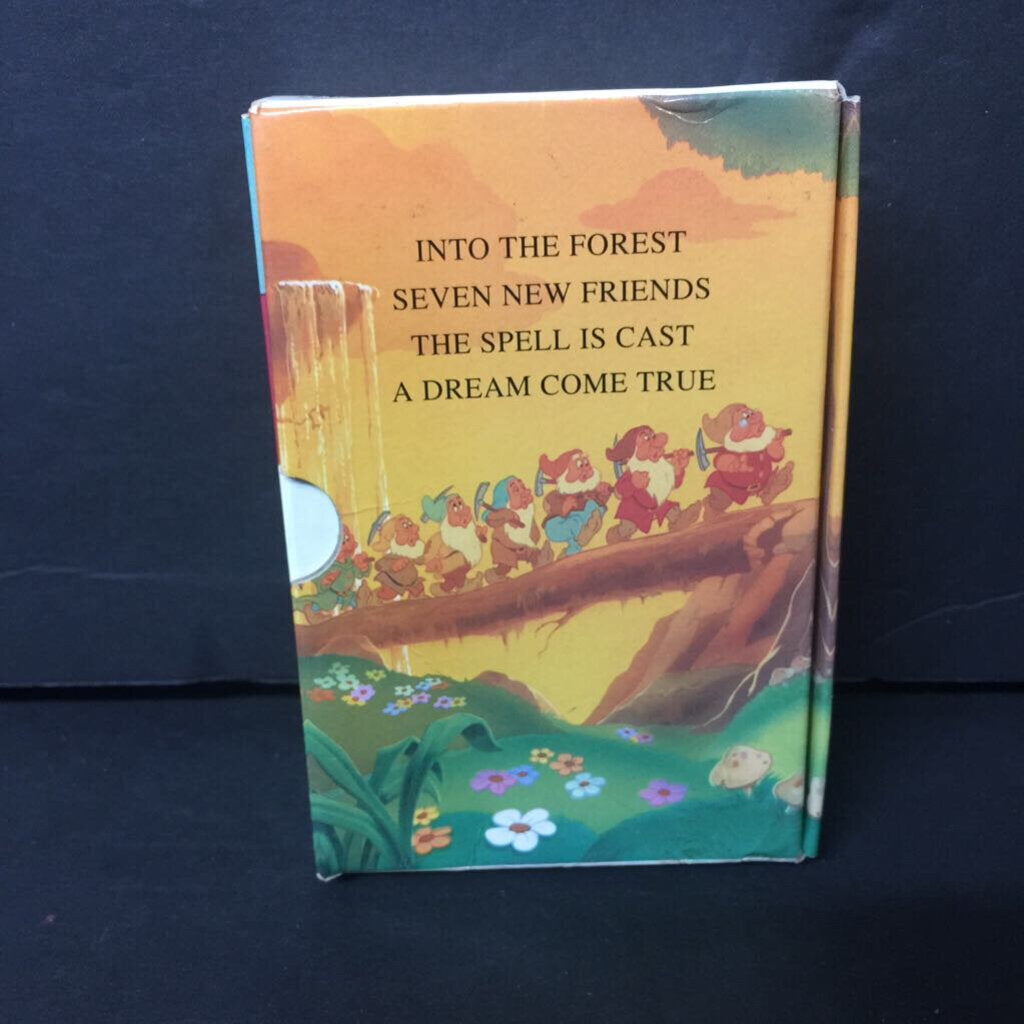 INTO THE FOREST
SEVEN NEW FRIENDS
THE SPELL IS CAST
A DREAM COME TRUE